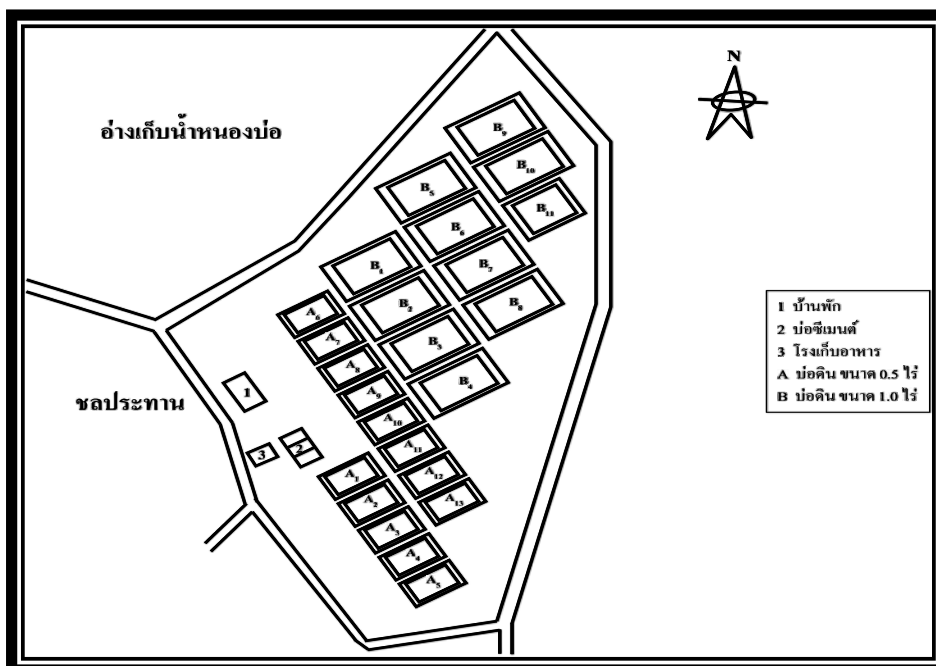 N
อ่างเก็บน้ำหนองบ่อ
B9
B10
B5
B11
B6
B1
B7
B2
B8
A6
A7
B3
A8
B4
A9
1
ชลประทาน
A10
2
A11
3
A1
A12
A2
A13
A3
A4
A5
1 บ้านพัก
2 บ่อซีเมนต์
3 โรงเก็บอาหาร
A บ่อดิน ขนาด 0.5 ไร่
B บ่อดิน ขนาด 1.0 ไร่